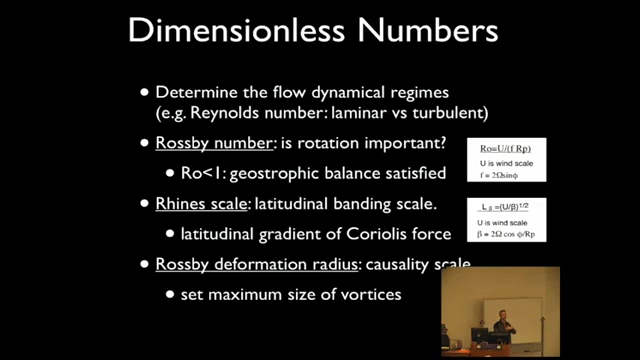 Dimensionless Numbers
• Determine the flow dynamical regimes
(e.g. Reynolds number: laminar vs turbulent)
• Rossby number: is rotation important?
Ro=U/(f Rp)
U is wind scale
f = 2Ωsinϕ
• Ro<1: geostrophic balance satisfied
• Rhines scale: latitudinal banding scale.
L β =(U/β)1/2
U is wind scale
β = 2Ω cos ϕ/Rp
• latitudinal gradient of Coriolis force
• Rossby deformation radius: causality scale
• set maximum size of vortices